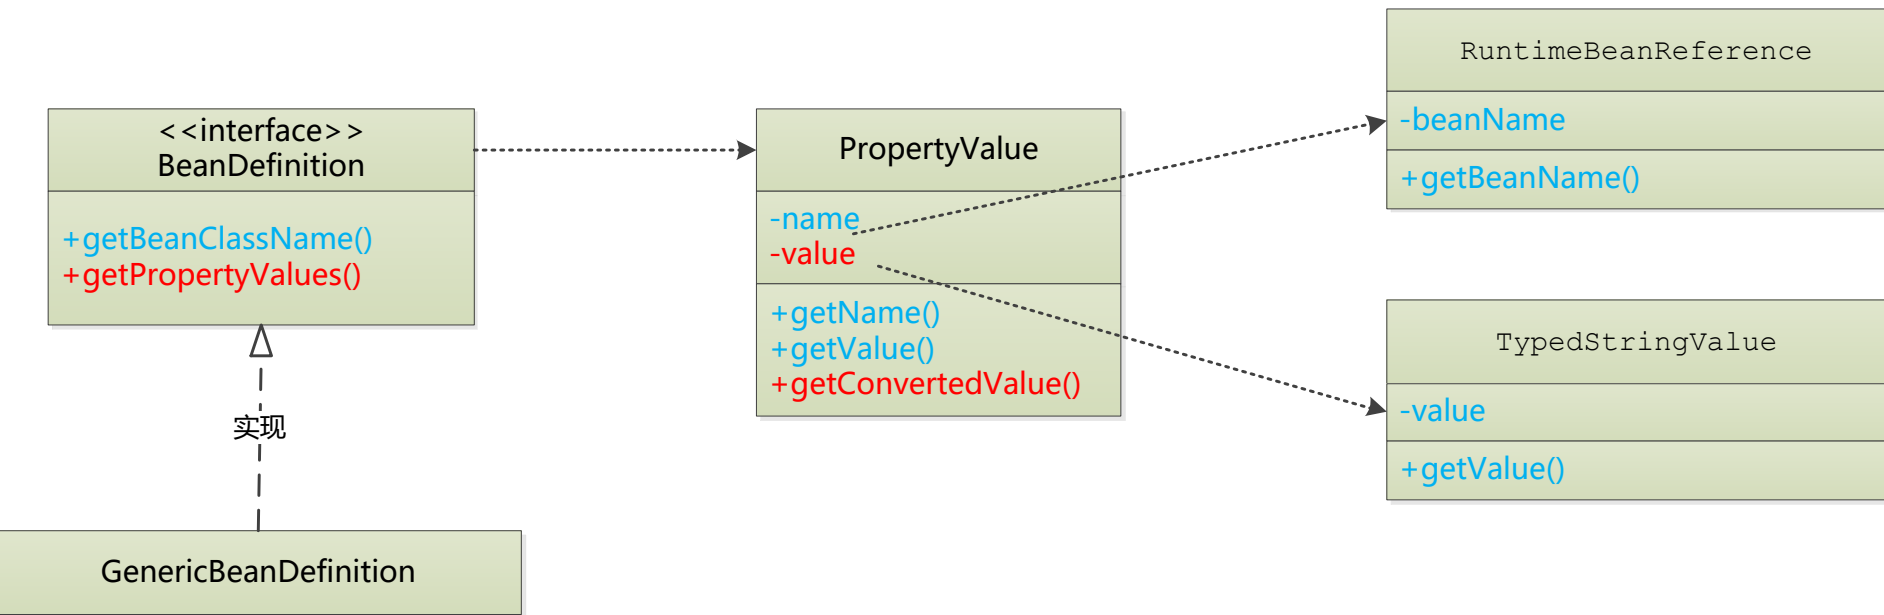 <<interface>>
BeanDefinition
+getBeanClassName()
+getPropertyValues()
实现
GenericBeanDefinition
PropertyValue
-name
-value
+getName()
+getValue()
+getConvertedValue()
RuntimeBeanReference
-beanName
+getBeanName()
TypedStringValue
-value
+getValue()